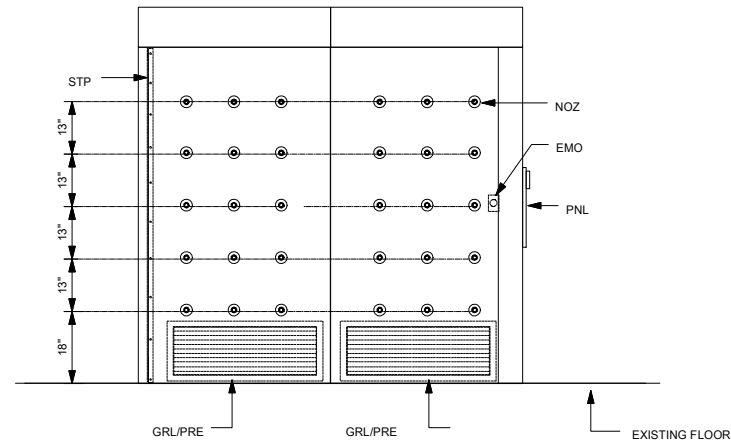 STP
NOZ
13"
EMO
13"
PNL
13"
13"
18"
GRL/PRE
GRL/PRE
EXISTING FLOOR